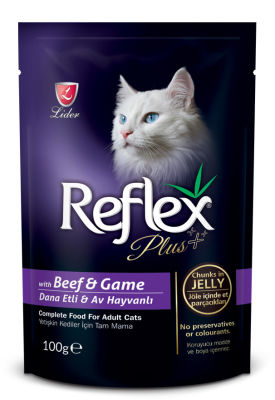 L
Lider
Reflex
Plus
with Beef & Game
Dana Etli & Av Hayvanlı
Complete Food For Adult Cats
Yetişkin Kediler İçin Tam Mama
100g e
Chunks in
JELLY
Jöle içinde et
parçacıkları
No preservatives
or colourants.
Koruyucu madde
ve boya içermez.